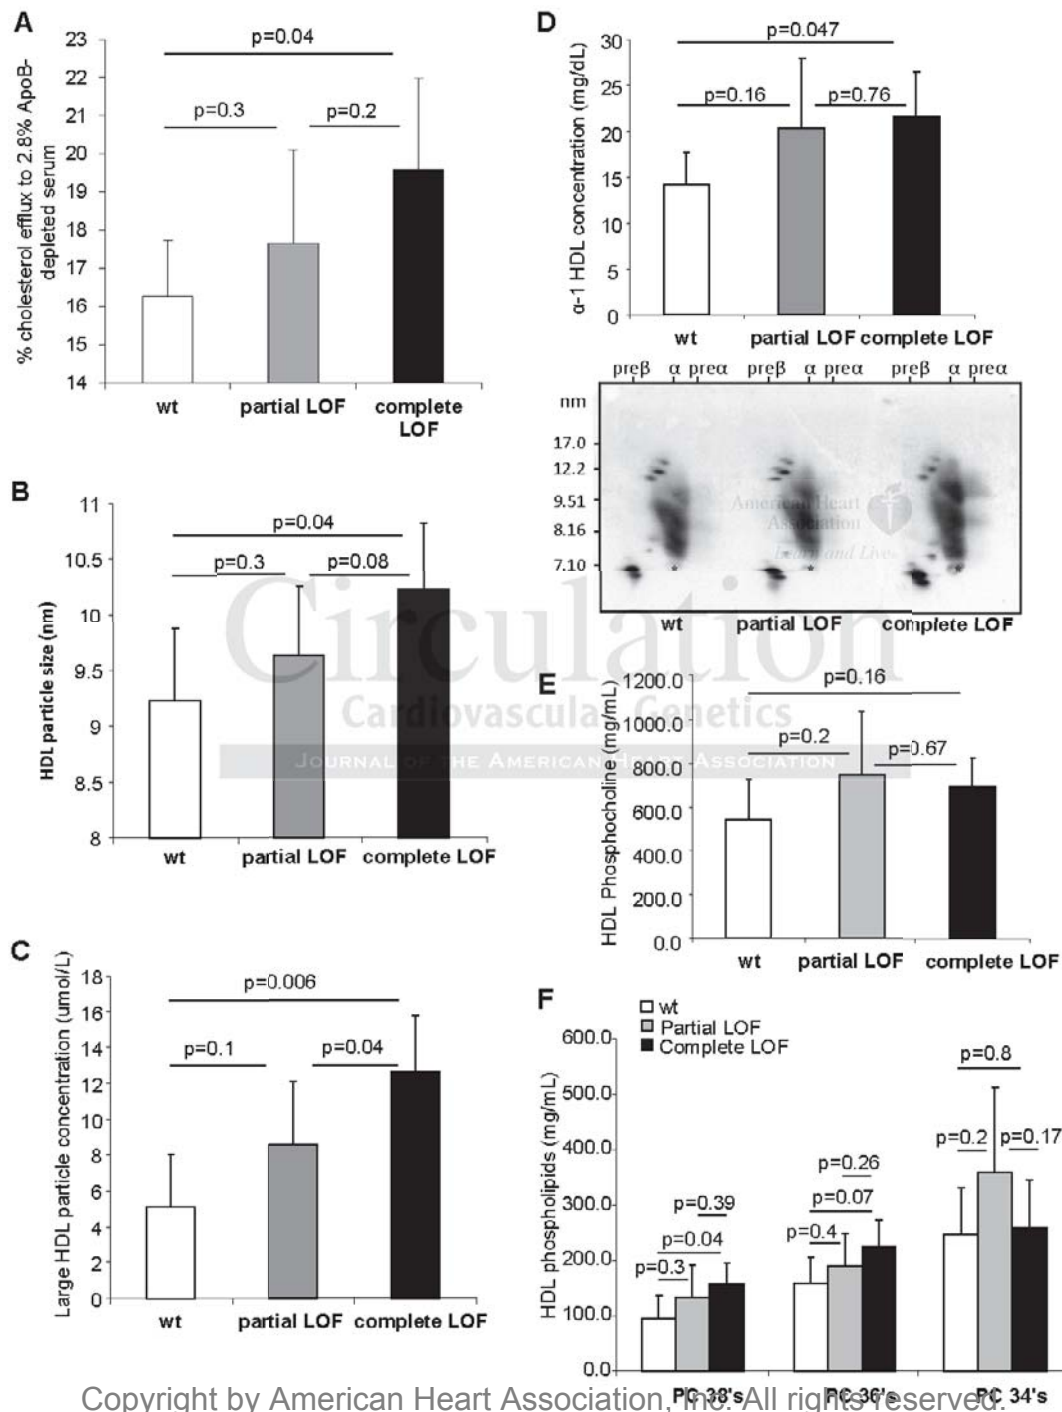 A
% cholesterol efflux to 2.8% ApoB-
depleted serum
23
22
21
20
19
18
17
16
15
14
p=0.04
p=0.3
p=0.2
wt
partial LOF
complete
LOF
B
HDL particle size (nm)
11
10.5
10
9.5
9
8.5
8
p=0.04
p=0.3
p=0.08
wt
partial LOF
complete LOF
C
Large HDL particle concentration (umol/L)
18
16
14
12
10
8
6
4
2
0
p=0.006
p=0.1
p=0.04
wt
partial LOF
complete LOF
D
α-1 HDL concentration (mg/dL)
30
25
20
15
10
5
0
p=0.047
p=0.16
p=0.76
wt
partial LOF
complete LOF
preβ α preα preβ α preα preβ α preα
nm
17.0
12.2
9.51
8.16
7.10
American Heart
Association
Learn and Live
* * *
wt
partial LOF
complete LOF
Circulation
Cardiovascular Genetics
JOURNAL OF THE AMERICAN HEART ASSOCIATION
E
HDL Phosphocholine (mg/mL)
1200.0
1000.0
800.0
600.0
400.0
200.0
0.0
p=0.16
p=0.2
p=0.67
wt
partial LOF
complete LOF
F
wt
Partial LOF
Complete LOF
HDL phospholipids (mg/mL)
600.0
500.0
400.0
300.0
200.0
100.0
0.0
p=0.39
p=0.04
p=0.3
p=0.26
p=0.07
p=0.4
p=0.8
p=0.2
p=0.17
PC 38's
PC 36's
PC 34's
Copyright by American Heart Association, Inc. All rights reserved.